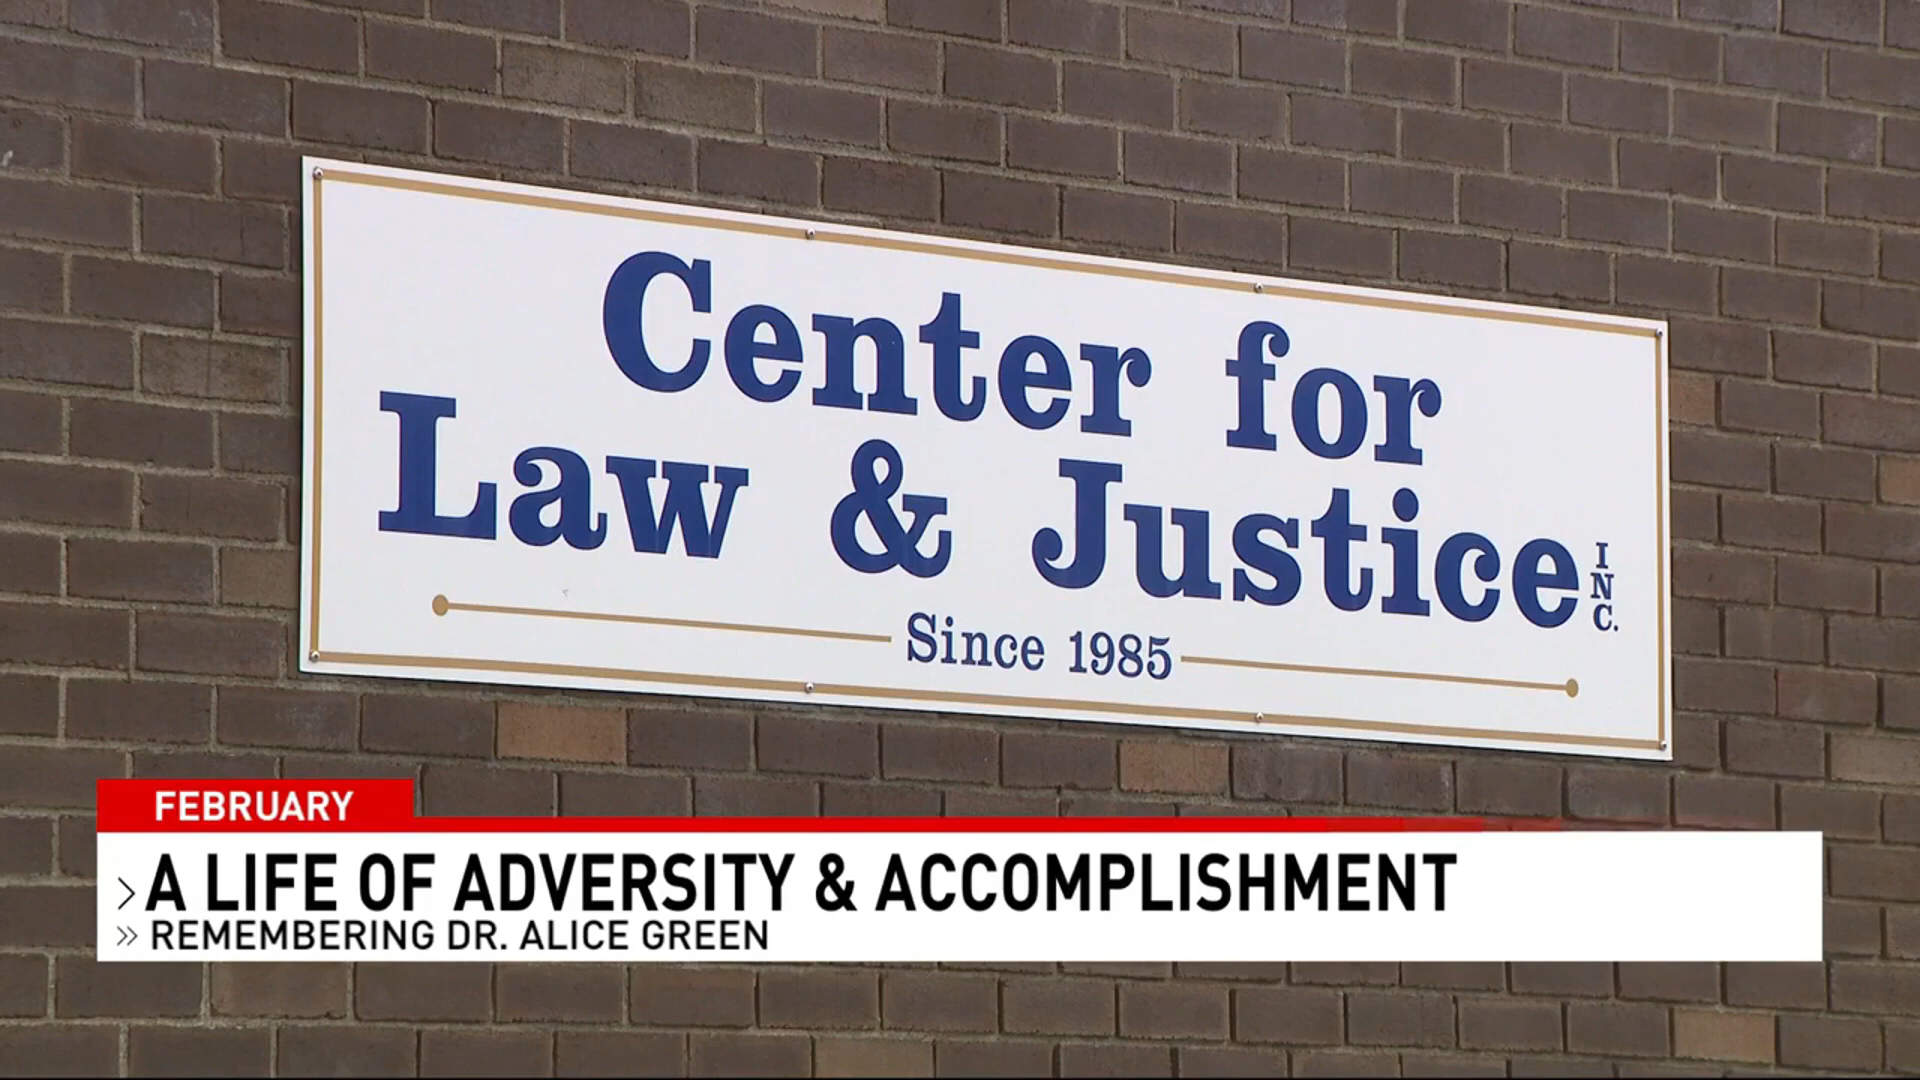 Center for
Law & Justice INC.
Since 1985
FEBRUARY
A LIFE OF ADVERSITY & ACCOMPLISHMENT
REMEMBERING DR. ALICE GREEN